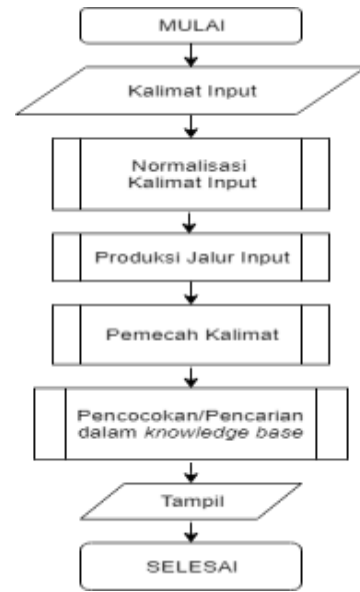 MULAI
Kalimat Input
Normalisasi
Kalimat Input
Produksi Jalur Input
Pemecah Kalimat
Pencocokan/Pencarian
dalam knowledge base
Tampil
SELESAI